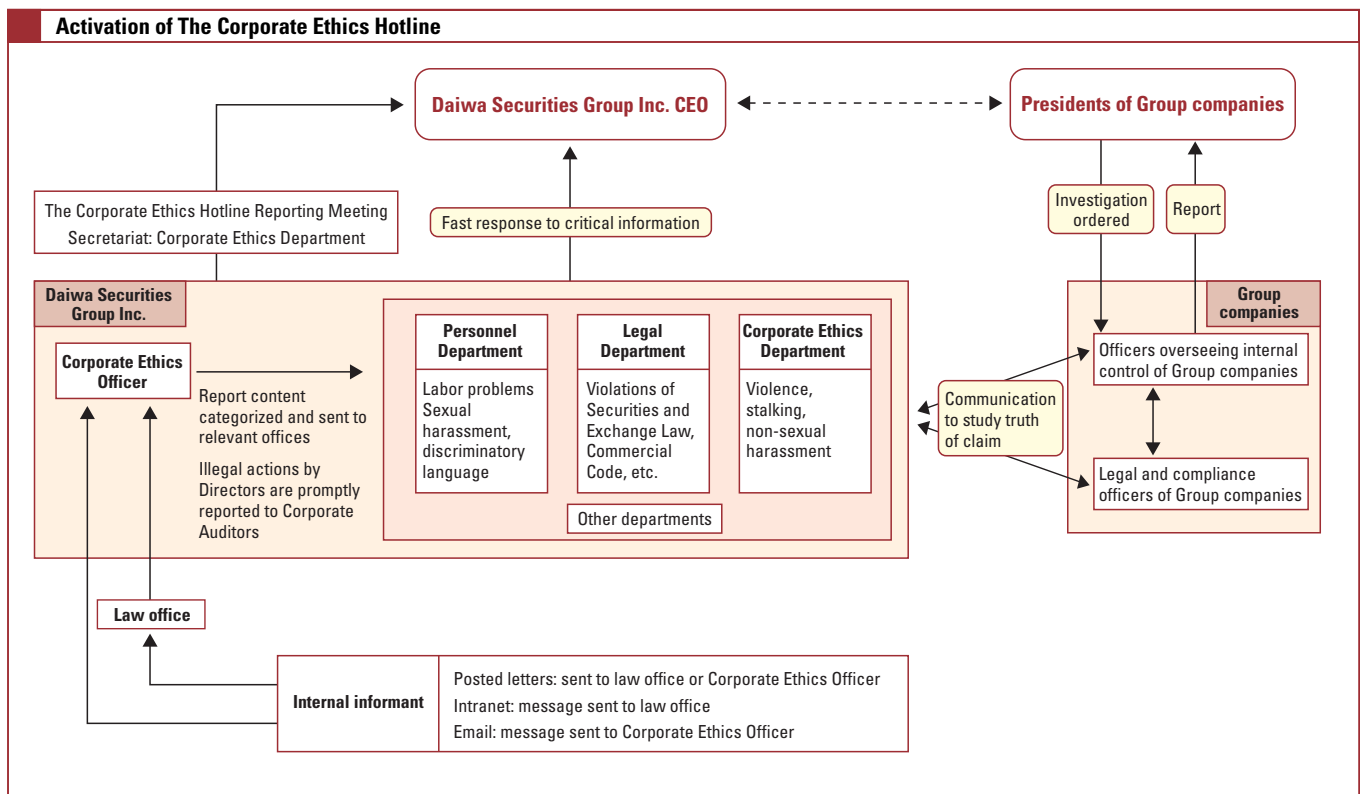 Activation of The Corporate Ethics Hotline
Daiwa Securities Group Inc. CEO
Presidents of Group companies
The Corporate Ethics Hotline Reporting Meeting
Secretariat: Corporate Ethics Department
Fast response to critical information
Investigation
ordered
Report
Daiwa Securities
Group Inc.
Corporate Ethics
Officer
Report content
categorized and sent to
relevant offices
Illegal actions by
Directors are promptly
reported to Corporate
Auditors
Personnel
Department
Labor problems
Sexual
harassment,
discriminatory
language
Legal
Department
Violations of
Securities and
Exchange Law,
Commercial
Code, etc.
Corporate Ethics
Department
Violence,
stalking,
non-sexual
harassment
Other departments
Communication
to study truth
of claim
Group
companies
Officers overseeing internal
control of Group companies
Legal and compliance
officers of Group companies
Law office
Internal informant
Posted letters: sent to law office or Corporate Ethics Officer
Intranet: message sent to law office
Email: message sent to Corporate Ethics Officer